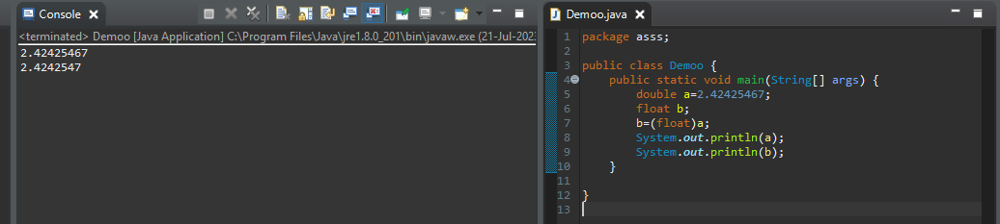 Console
<terminated> Demoo [Java Application] C:\Program Files\Java\jre1.8.0_201\bin\javaw.exe (21-Jul-202
2.42425467
2.4242547
Demoo.java
1 package asss;
2
3 public class Demoo {
4 public static void main(String[] args) {
5 double a=2.42425467;
6 float b;
7 b=(float)a;
8 System.out.println(a);
9 System.out.println(b);
10 }
11
12 }
13